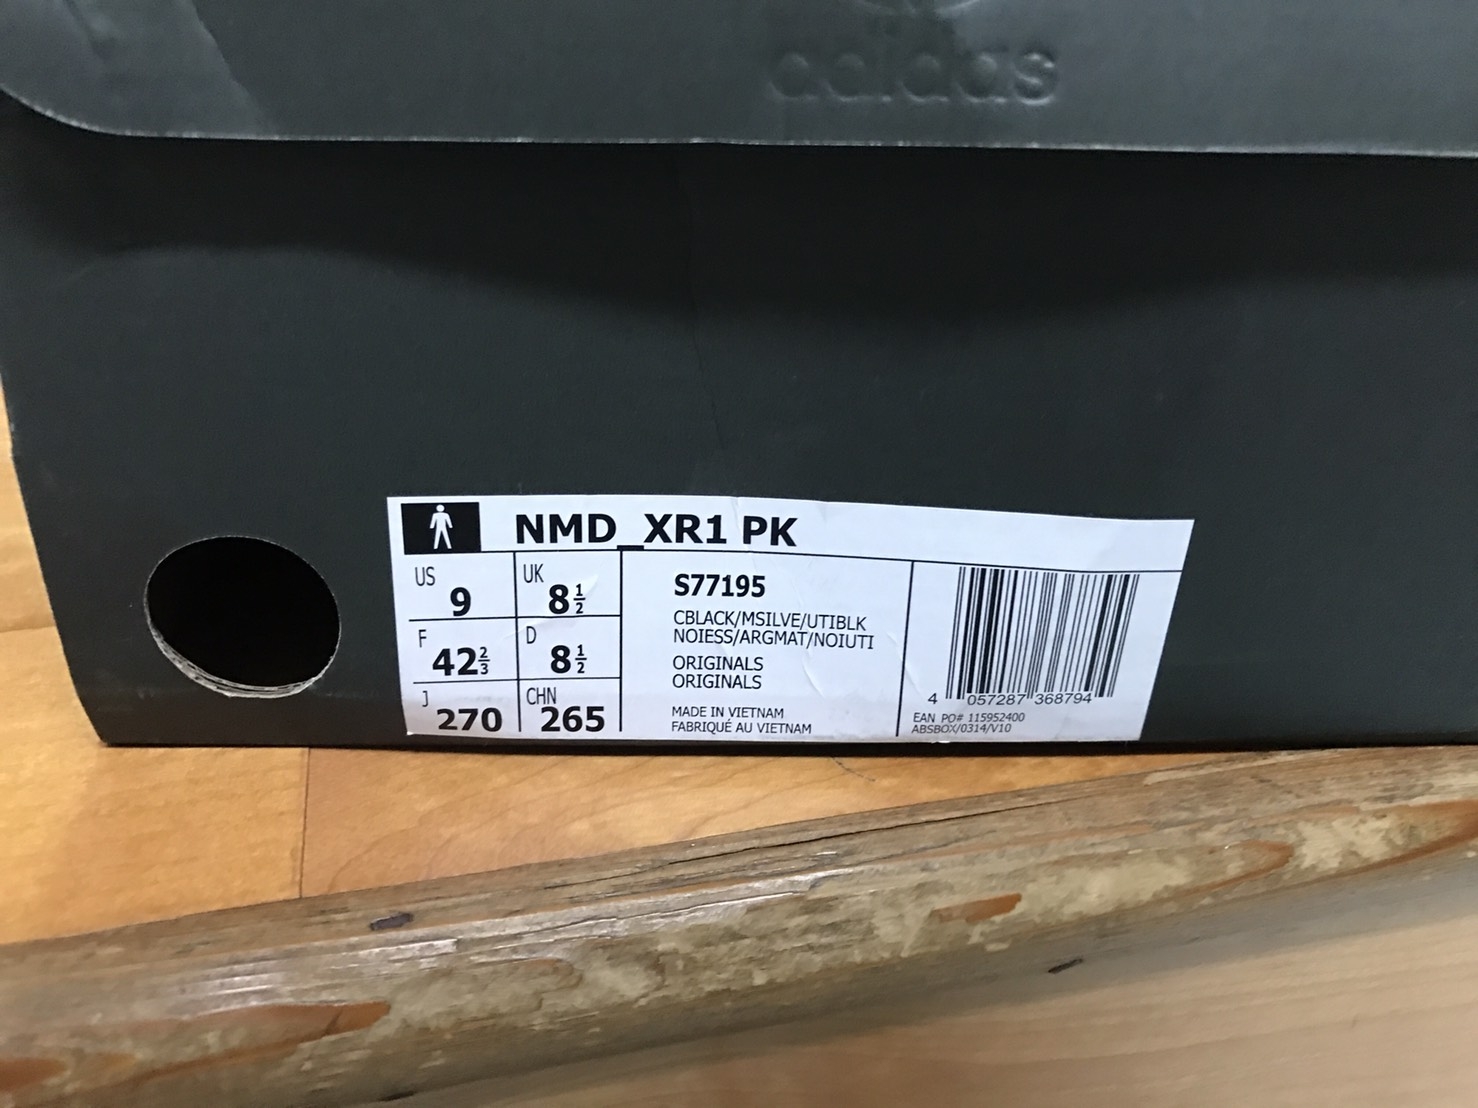 adidas
NMD_XR1 PK
US 9
UK 8½
F 42⅔
D 8½
J 270
CHN 265
S77195
CBLACK/MSILVE/UTIBLK
NOIESS/ARGMAT/NOIUTI
ORIGINALS
ORIGINALS
MADE IN VIETNAM
FABRIQUÉ AU VIETNAM
4 057287 368794
EAN PO# 115952400
ABSBOX/0314/V10